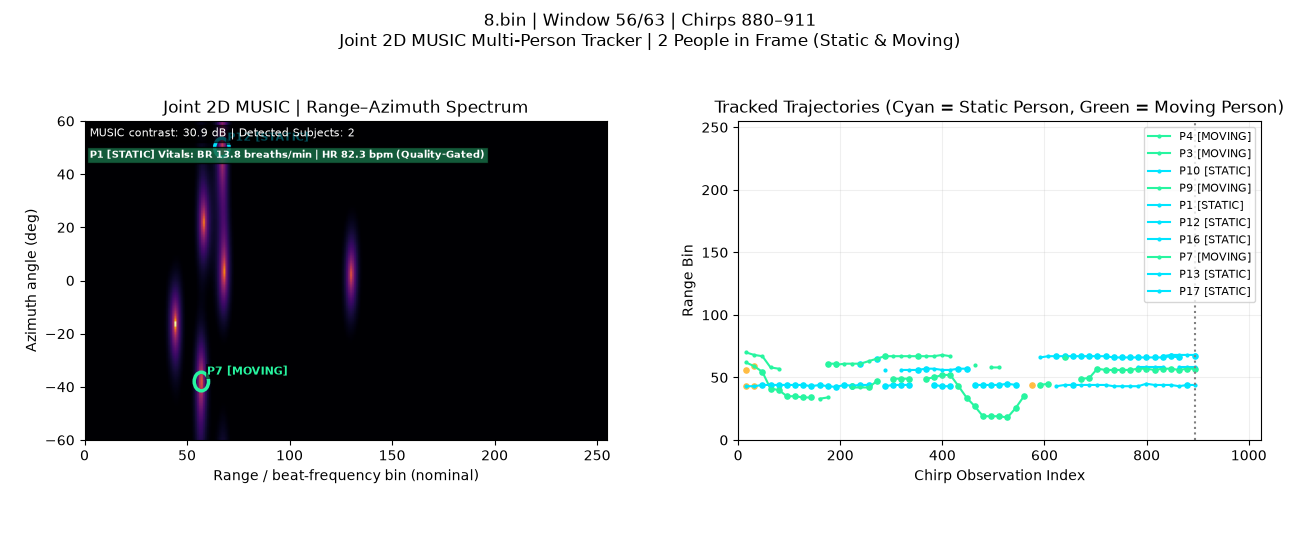 8.bin | Window 56/63 | Chirps 880–911
Joint 2D MUSIC Multi-Person Tracker | 2 People in Frame (Static & Moving)
Joint 2D MUSIC | Range–Azimuth Spectrum
MUSIC contrast: 30.9 dB | Detected Subjects: 2
P12 [STATIC]
P1 [STATIC] Vitals: BR 13.8 breaths/min | HR 82.3 bpm (Quality-Gated)
P7 [MOVING]
60
40
20
0
−20
−40
−60
Azimuth angle (deg)
0 50 100 150 200 250
Range / beat-frequency bin (nominal)
Tracked Trajectories (Cyan = Static Person, Green = Moving Person)
250
200
150
100
50
0
Range Bin
P4 [MOVING]
P3 [MOVING]
P10 [STATIC]
P9 [MOVING]
P1 [STATIC]
P12 [STATIC]
P16 [STATIC]
P7 [MOVING]
P13 [STATIC]
P17 [STATIC]
0 200 400 600 800 1000
Chirp Observation Index